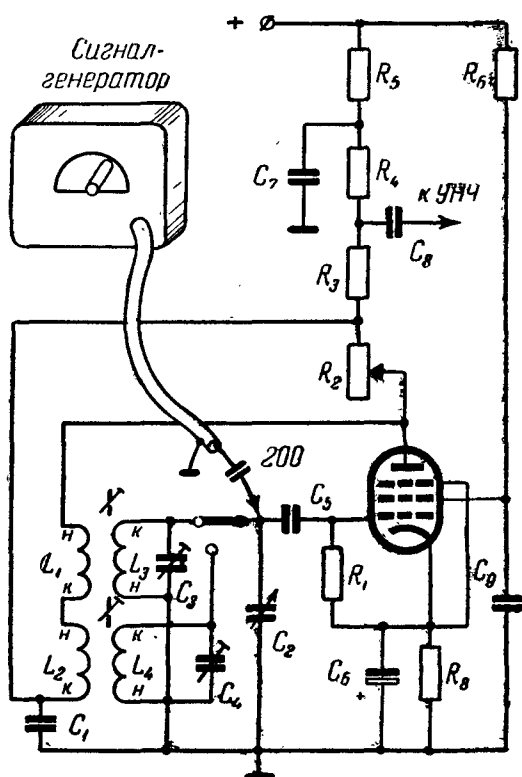 +
Сигнал-
генератор
R₅
R₆
C₇
R₄
к УНЧ
C₈
R₃
R₂
200
C₅
н
к
L₁
L₃
к
н
C₃
R₁
C₉
C₂
н
к
L₂
L₄
к
н
C₄
C₆
+
R₈
C₁